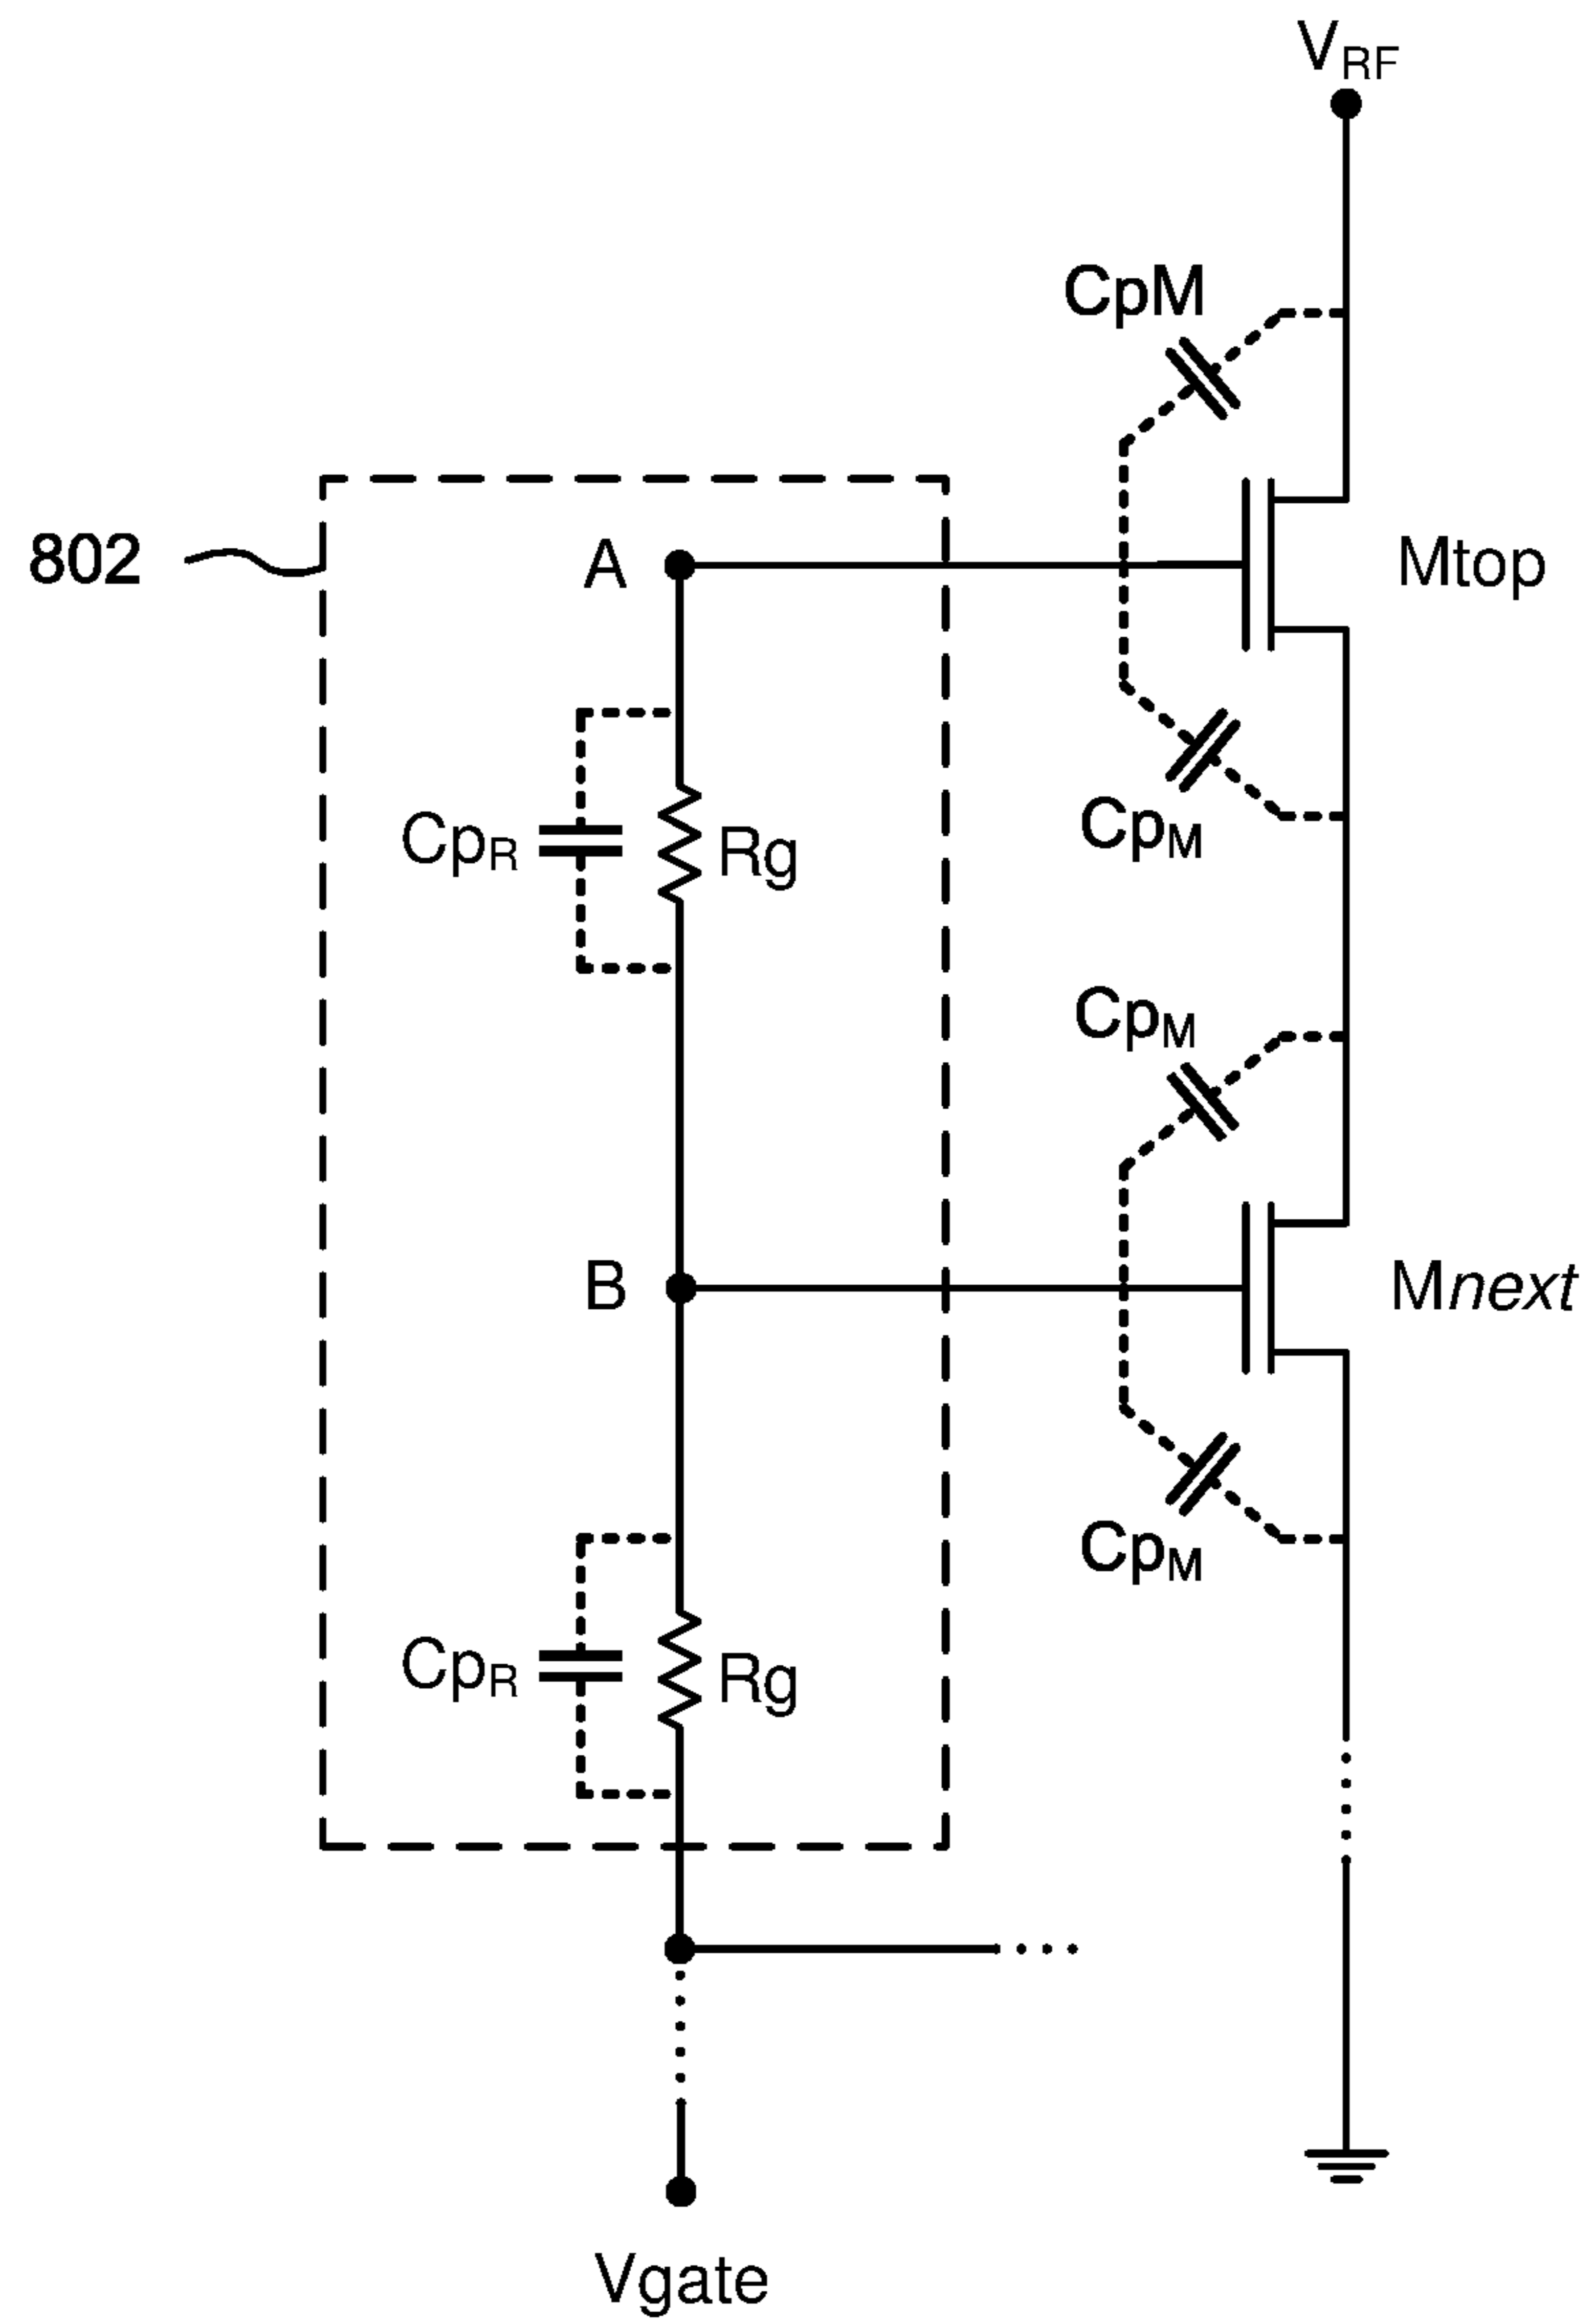 VRF
CpM
802
A
Mtop
CpR
Rg
CpM
CpM
B
Mnext
CpM
CpR
Rg
Vgate